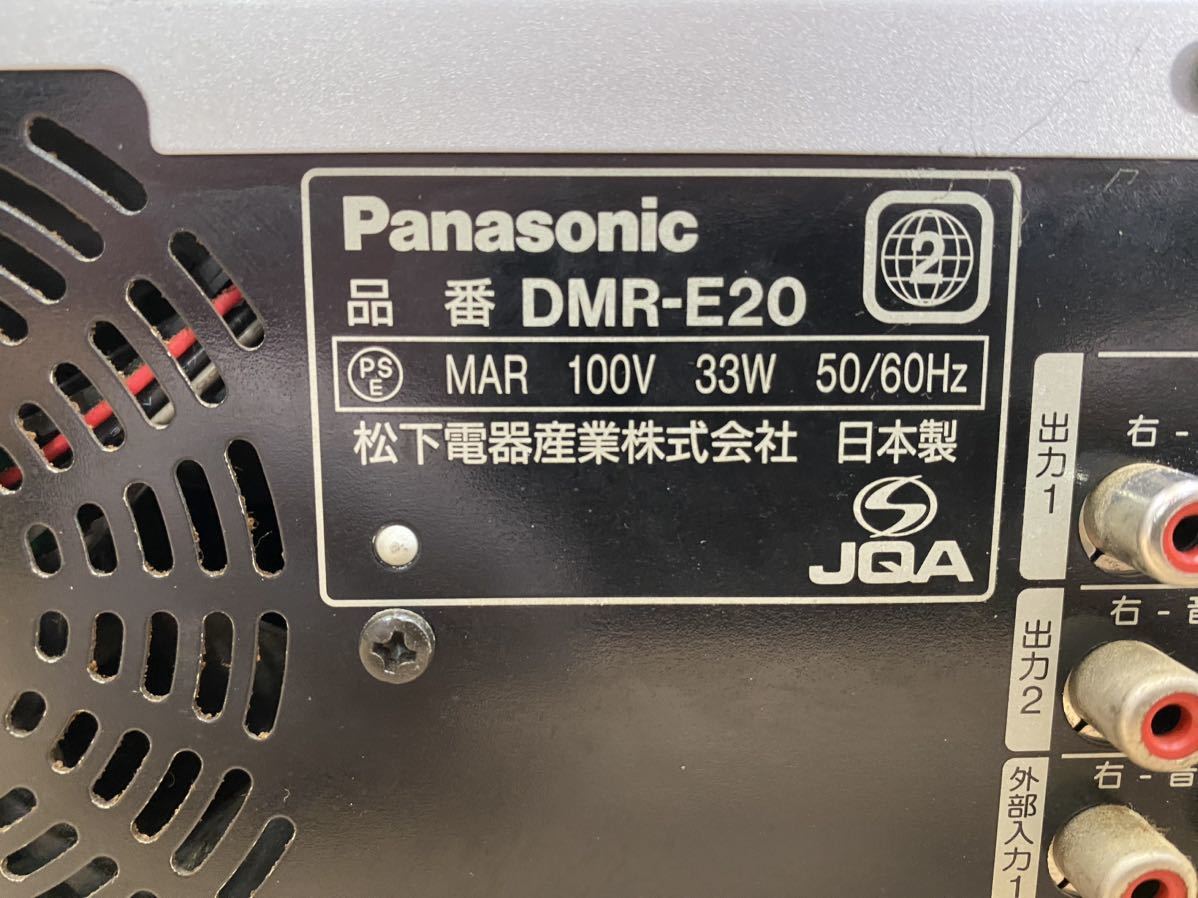 Panasonic
2
品 番 DMR-E20
PS E MAR 100V 33W 50/60Hz
松下電器産業株式会社 日本製
JQA
出力1
右 -
出力2
右 - 音
外部入力1
右 - 音